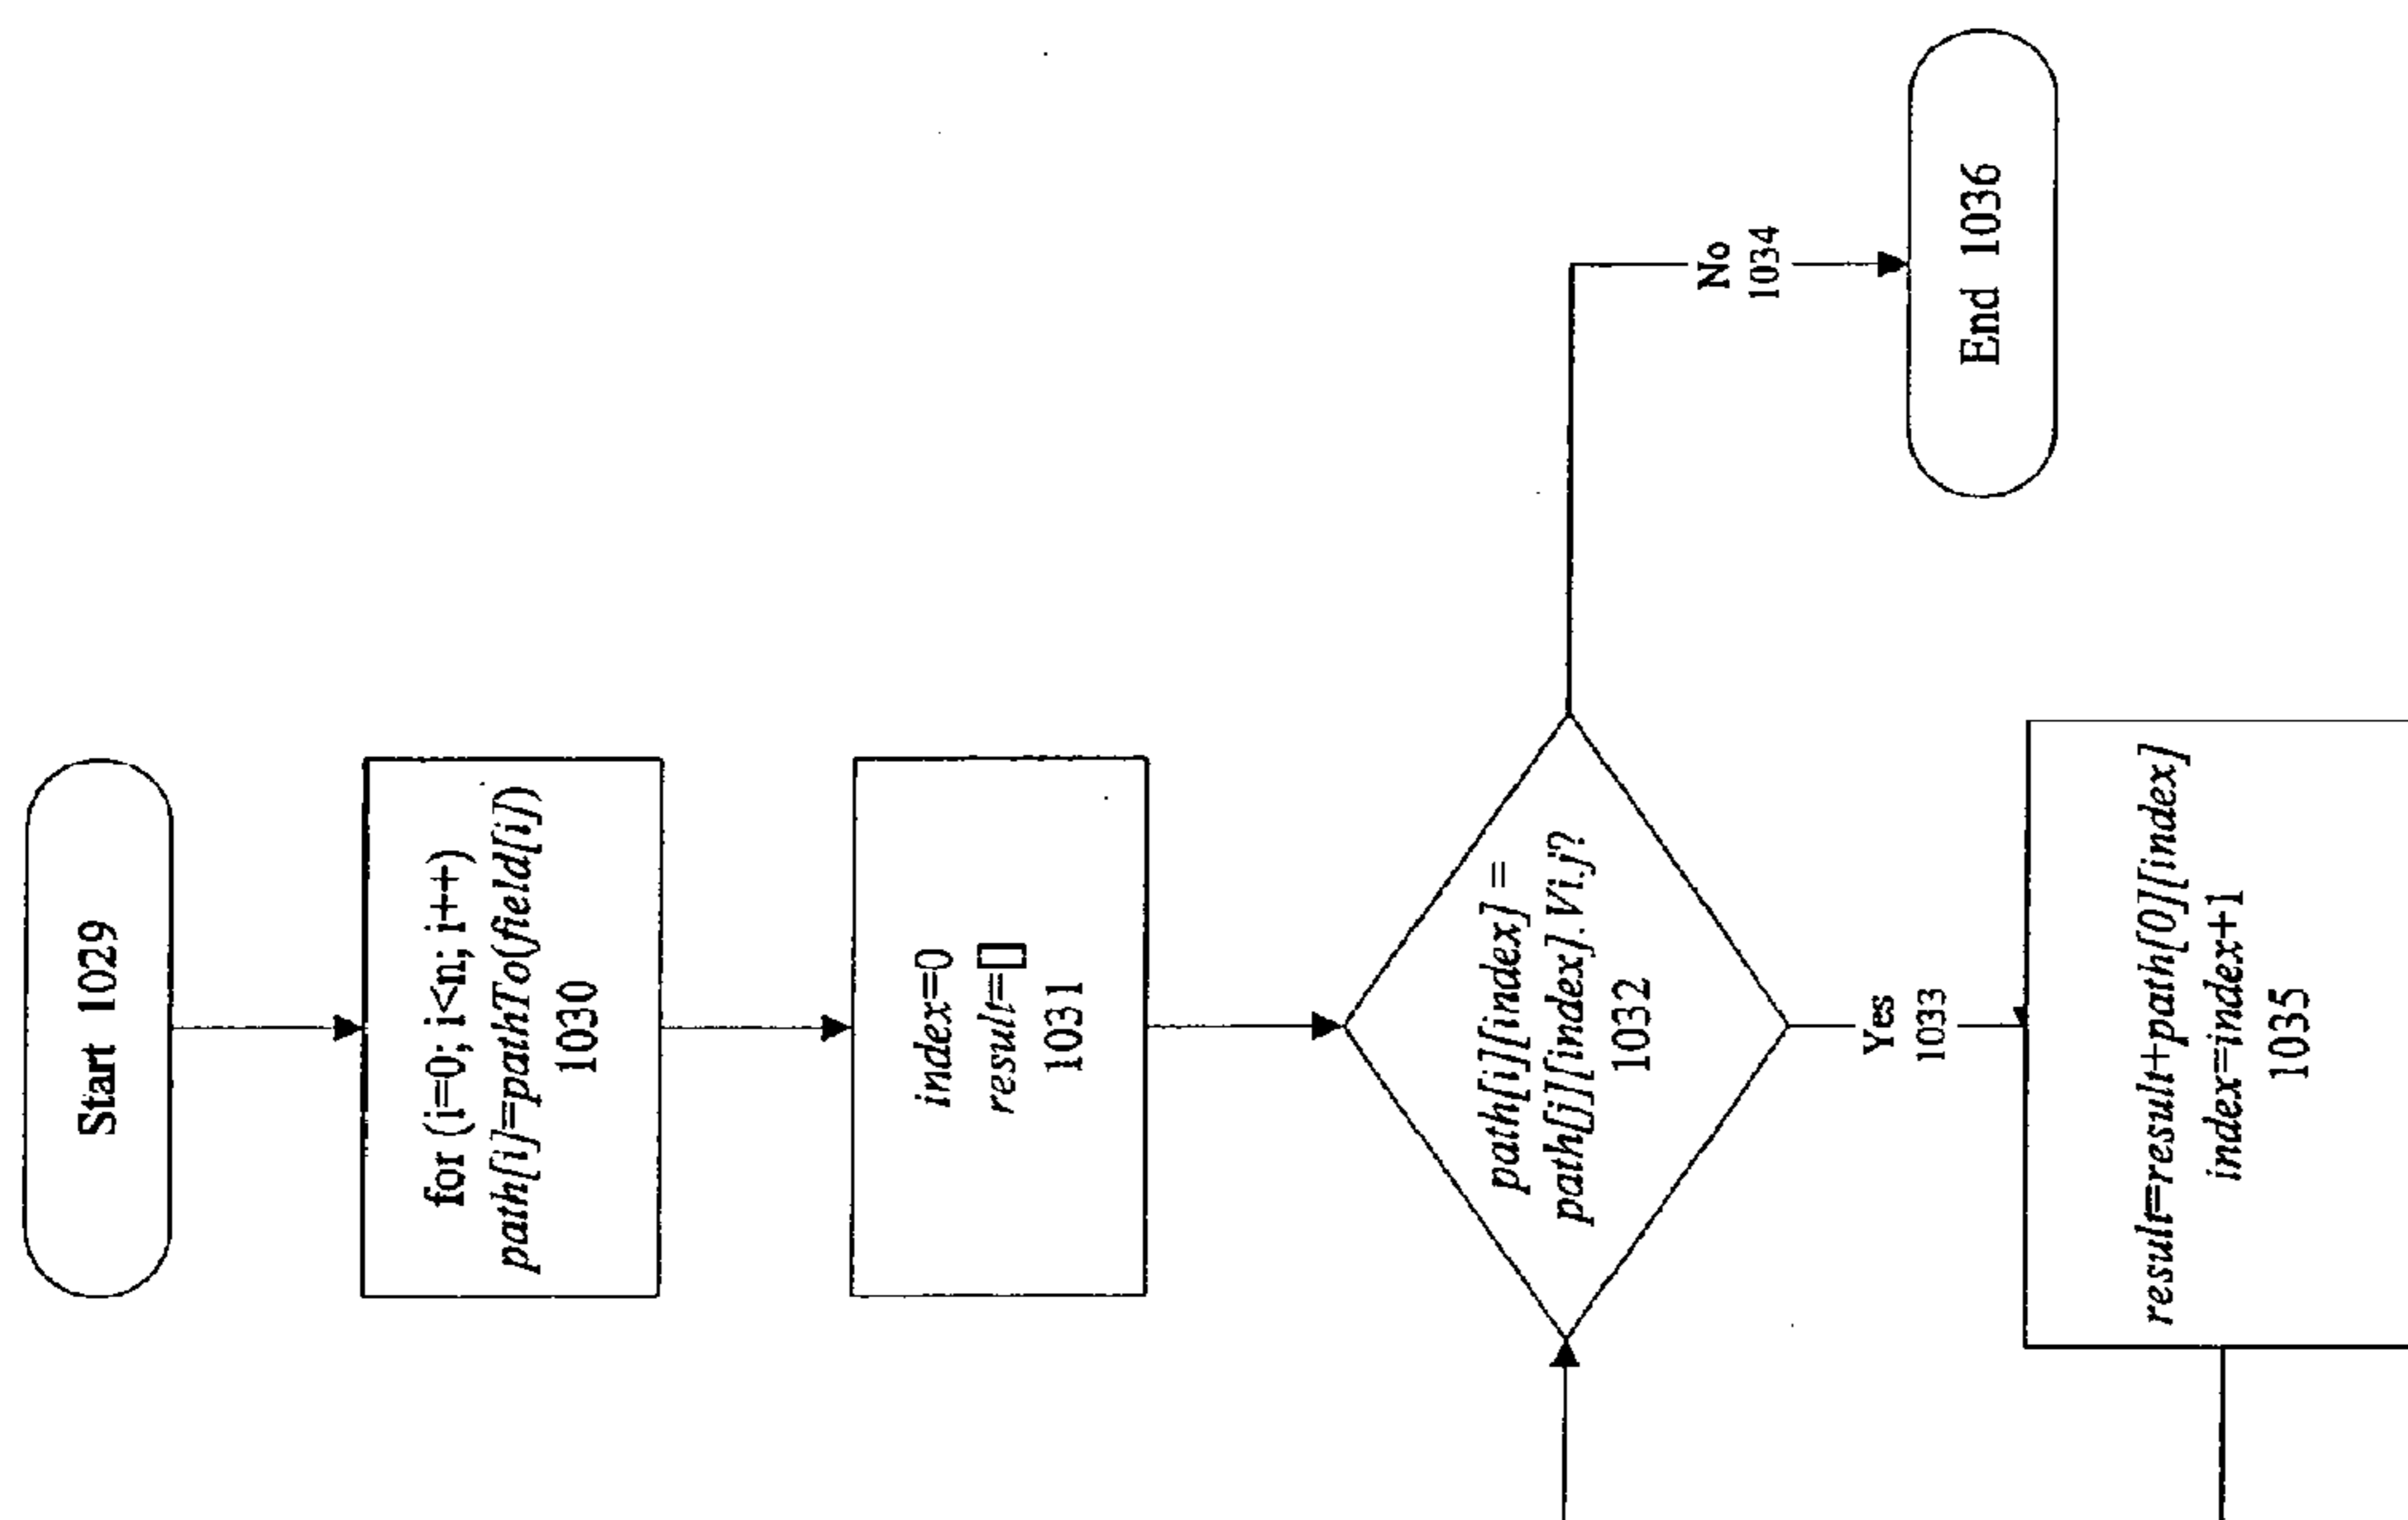 Start 1029
for (i=0; i<n; i++)
path[i]=pathTo(field[i])
1030
index=0
result=[]
1031
path[i][index] =
path[j][index].Vi.j?
1032
No
1034
End 1036
Yes
1033
result=result+path[0][index]
index=index+1
1035